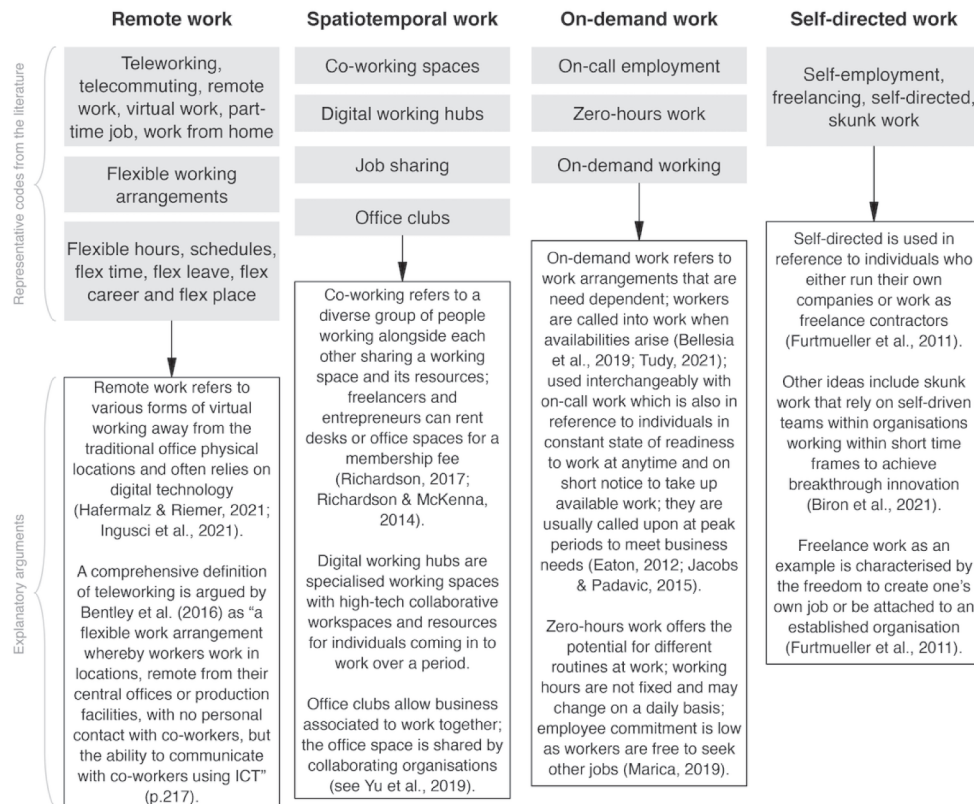 Remote work
Spatiotemporal work
On-demand work
Self-directed work
Representative codes from the literature
Teleworking,
telecommuting, remote
work, virtual work, part-
time job, work from home
Flexible working
arrangements
Flexible hours, schedules,
flex time, flex leave, flex
career and flex place
Co-working spaces
Digital working hubs
Job sharing
Office clubs
On-call employment
Zero-hours work
On-demand working
Self-employment,
freelancing, self-directed,
skunk work
Explanatory arguments
Remote work refers to
various forms of virtual
working away from the
traditional office physical
locations and often relies on
digital technology
(Hafermalz & Riemer, 2021;
Ingusci et al., 2021).
A comprehensive definition
of teleworking is argued by
Bentley et al. (2016) as “a
flexible work arrangement
whereby workers work in
locations, remote from their
central offices or production
facilities, with no personal
contact with co-workers, but
the ability to communicate
with co-workers using ICT”
(p.217).
Co-working refers to a
diverse group of people
working alongside each
other sharing a working
space and its resources;
freelancers and
entrepreneurs can rent
desks or office spaces for a
membership fee
(Richardson, 2017;
Richardson & McKenna,
2014).
Digital working hubs are
specialised working spaces
with high-tech collaborative
workspaces and resources
for individuals coming in to
work over a period.
Office clubs allow business
associated to work together;
the office space is shared by
collaborating organisations
(see Yu et al., 2019).
On-demand work refers to
work arrangements that are
need dependent; workers
are called into work when
availabilities arise (Bellesia
et al., 2019; Tudy, 2021);
used interchangeably with
on-call work which is also in
reference to individuals in
constant state of readiness
to work at anytime and on
short notice to take up
available work; they are
usually called upon at peak
periods to meet business
needs (Eaton, 2012; Jacobs
& Padavic, 2015).
Zero-hours work offers the
potential for different
routines at work; working
hours are not fixed and may
change on a daily basis;
employee commitment is low
as workers are free to seek
other jobs (Marica, 2019).
Self-directed is used in
reference to individuals who
either run their own
companies or work as
freelance contractors
(Furtmueller et al., 2011).
Other ideas include skunk
work that rely on self-driven
teams within organisations
working within short time
frames to achieve
breakthrough innovation
(Biron et al., 2021).
Freelance work as an
example is characterised by
the freedom to create one’s
own job or be attached to an
established organisation
(Furtmueller et al., 2011).